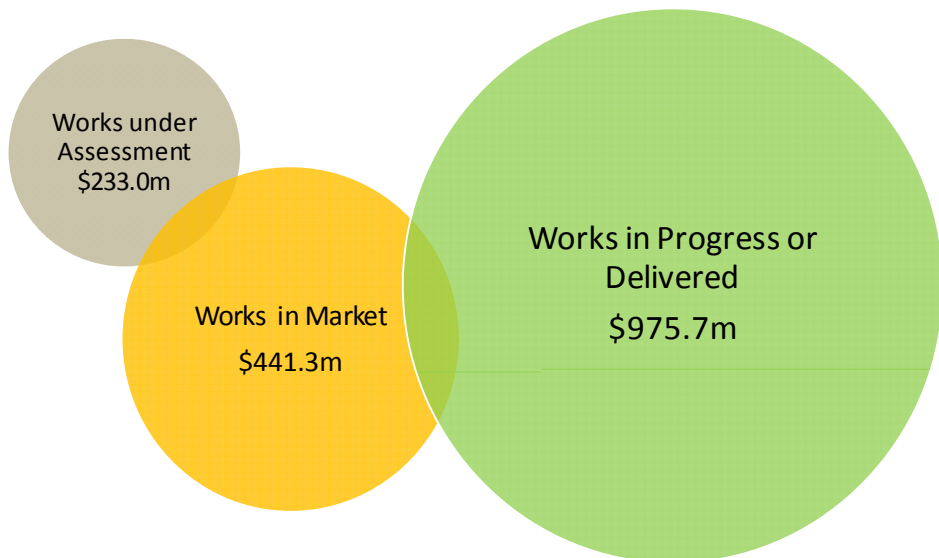 Works under
Assessment
$233.0m
Works in Market
$441.3m
Works in Progress or
Delivered
$975.7m